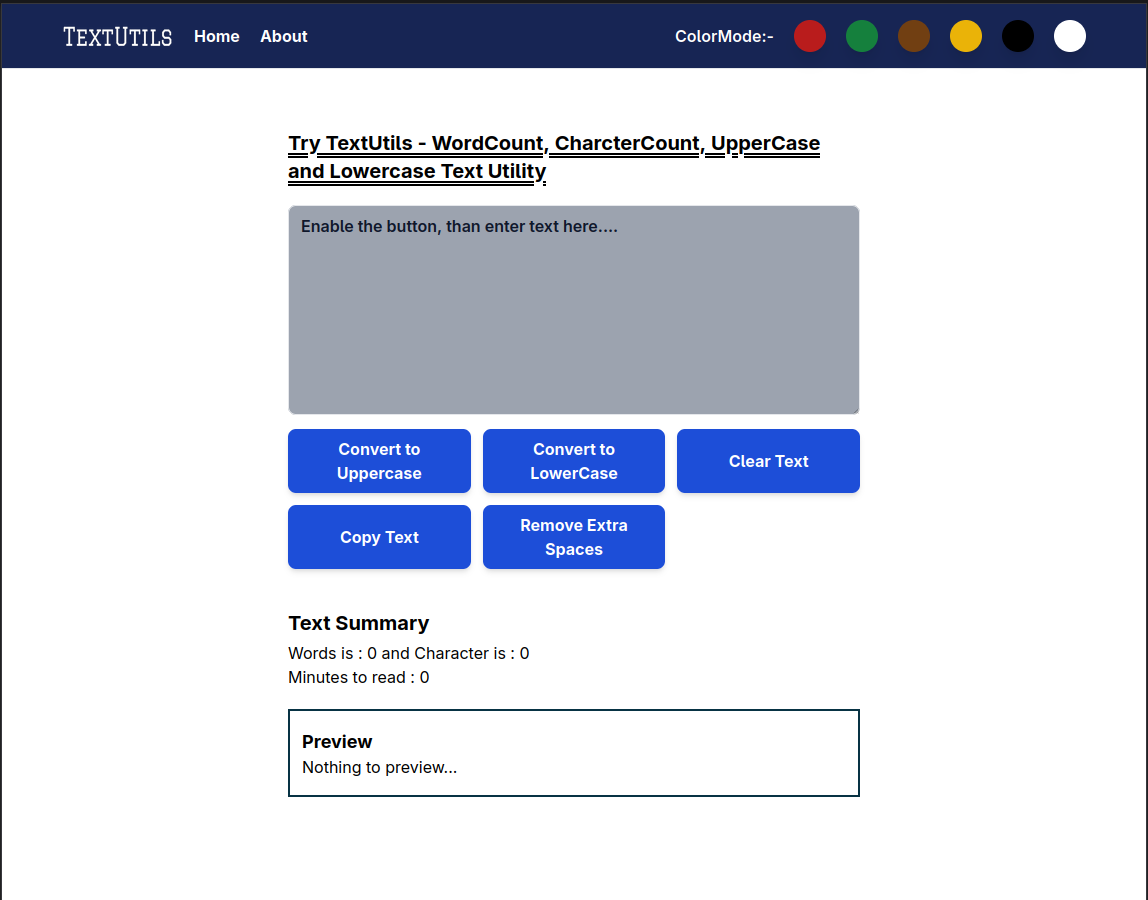 TextUtils Home About ColorMode:-
Try TextUtils - WordCount, CharcterCount, UpperCase
and Lowercase Text Utility
Enable the button, than enter text here....
Convert to
Uppercase
Convert to
LowerCase
Clear Text
Copy Text
Remove Extra
Spaces
Text Summary
Words is : 0 and Character is : 0
Minutes to read : 0
Preview
Nothing to preview...